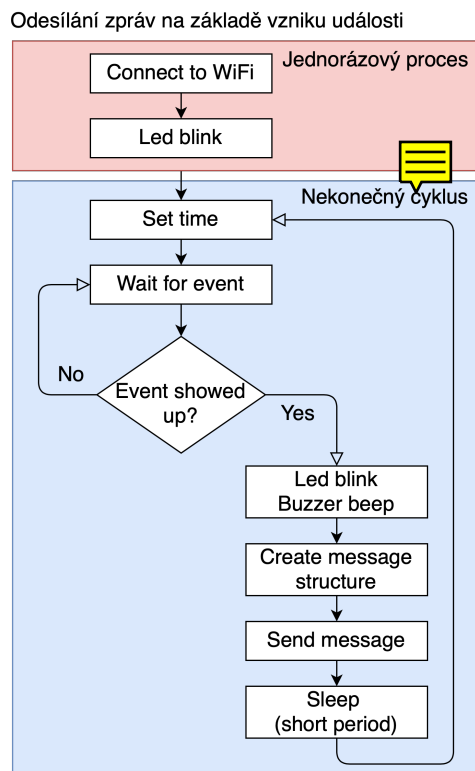 Odesílání zpráv na základě vzniku události
Jednorázový proces
Connect to WiFi
Led blink
Nekonečný cyklus
Set time
Wait for event
No
Event showed
up?
Yes
Led blink
Buzzer beep
Create message
structure
Send message
Sleep
(short period)